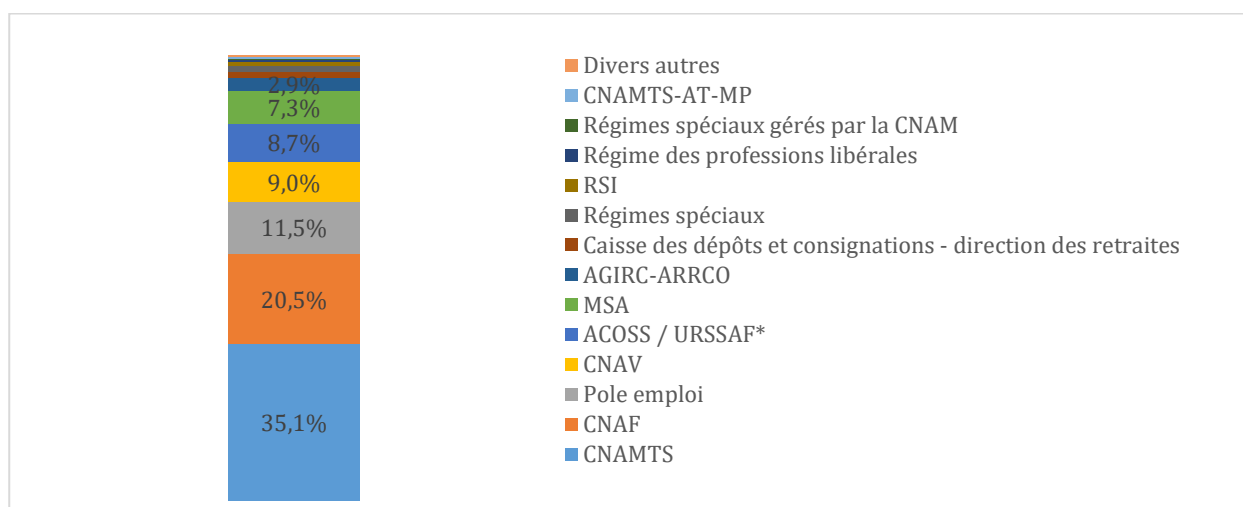 2,9%
7,3%
8,7%
9,0%
11,5%
20,5%
35,1%
Divers autres
CNAMTS-AT-MP
Régimes spéciaux gérés par la CNAM
Régime des professions libérales
RSI
Régimes spéciaux
Caisse des dépôts et consignations - direction des retraites
AGIRC-ARRCO
MSA
ACOSS / URSSAF*
CNAV
Pole emploi
CNAF
CNAMTS